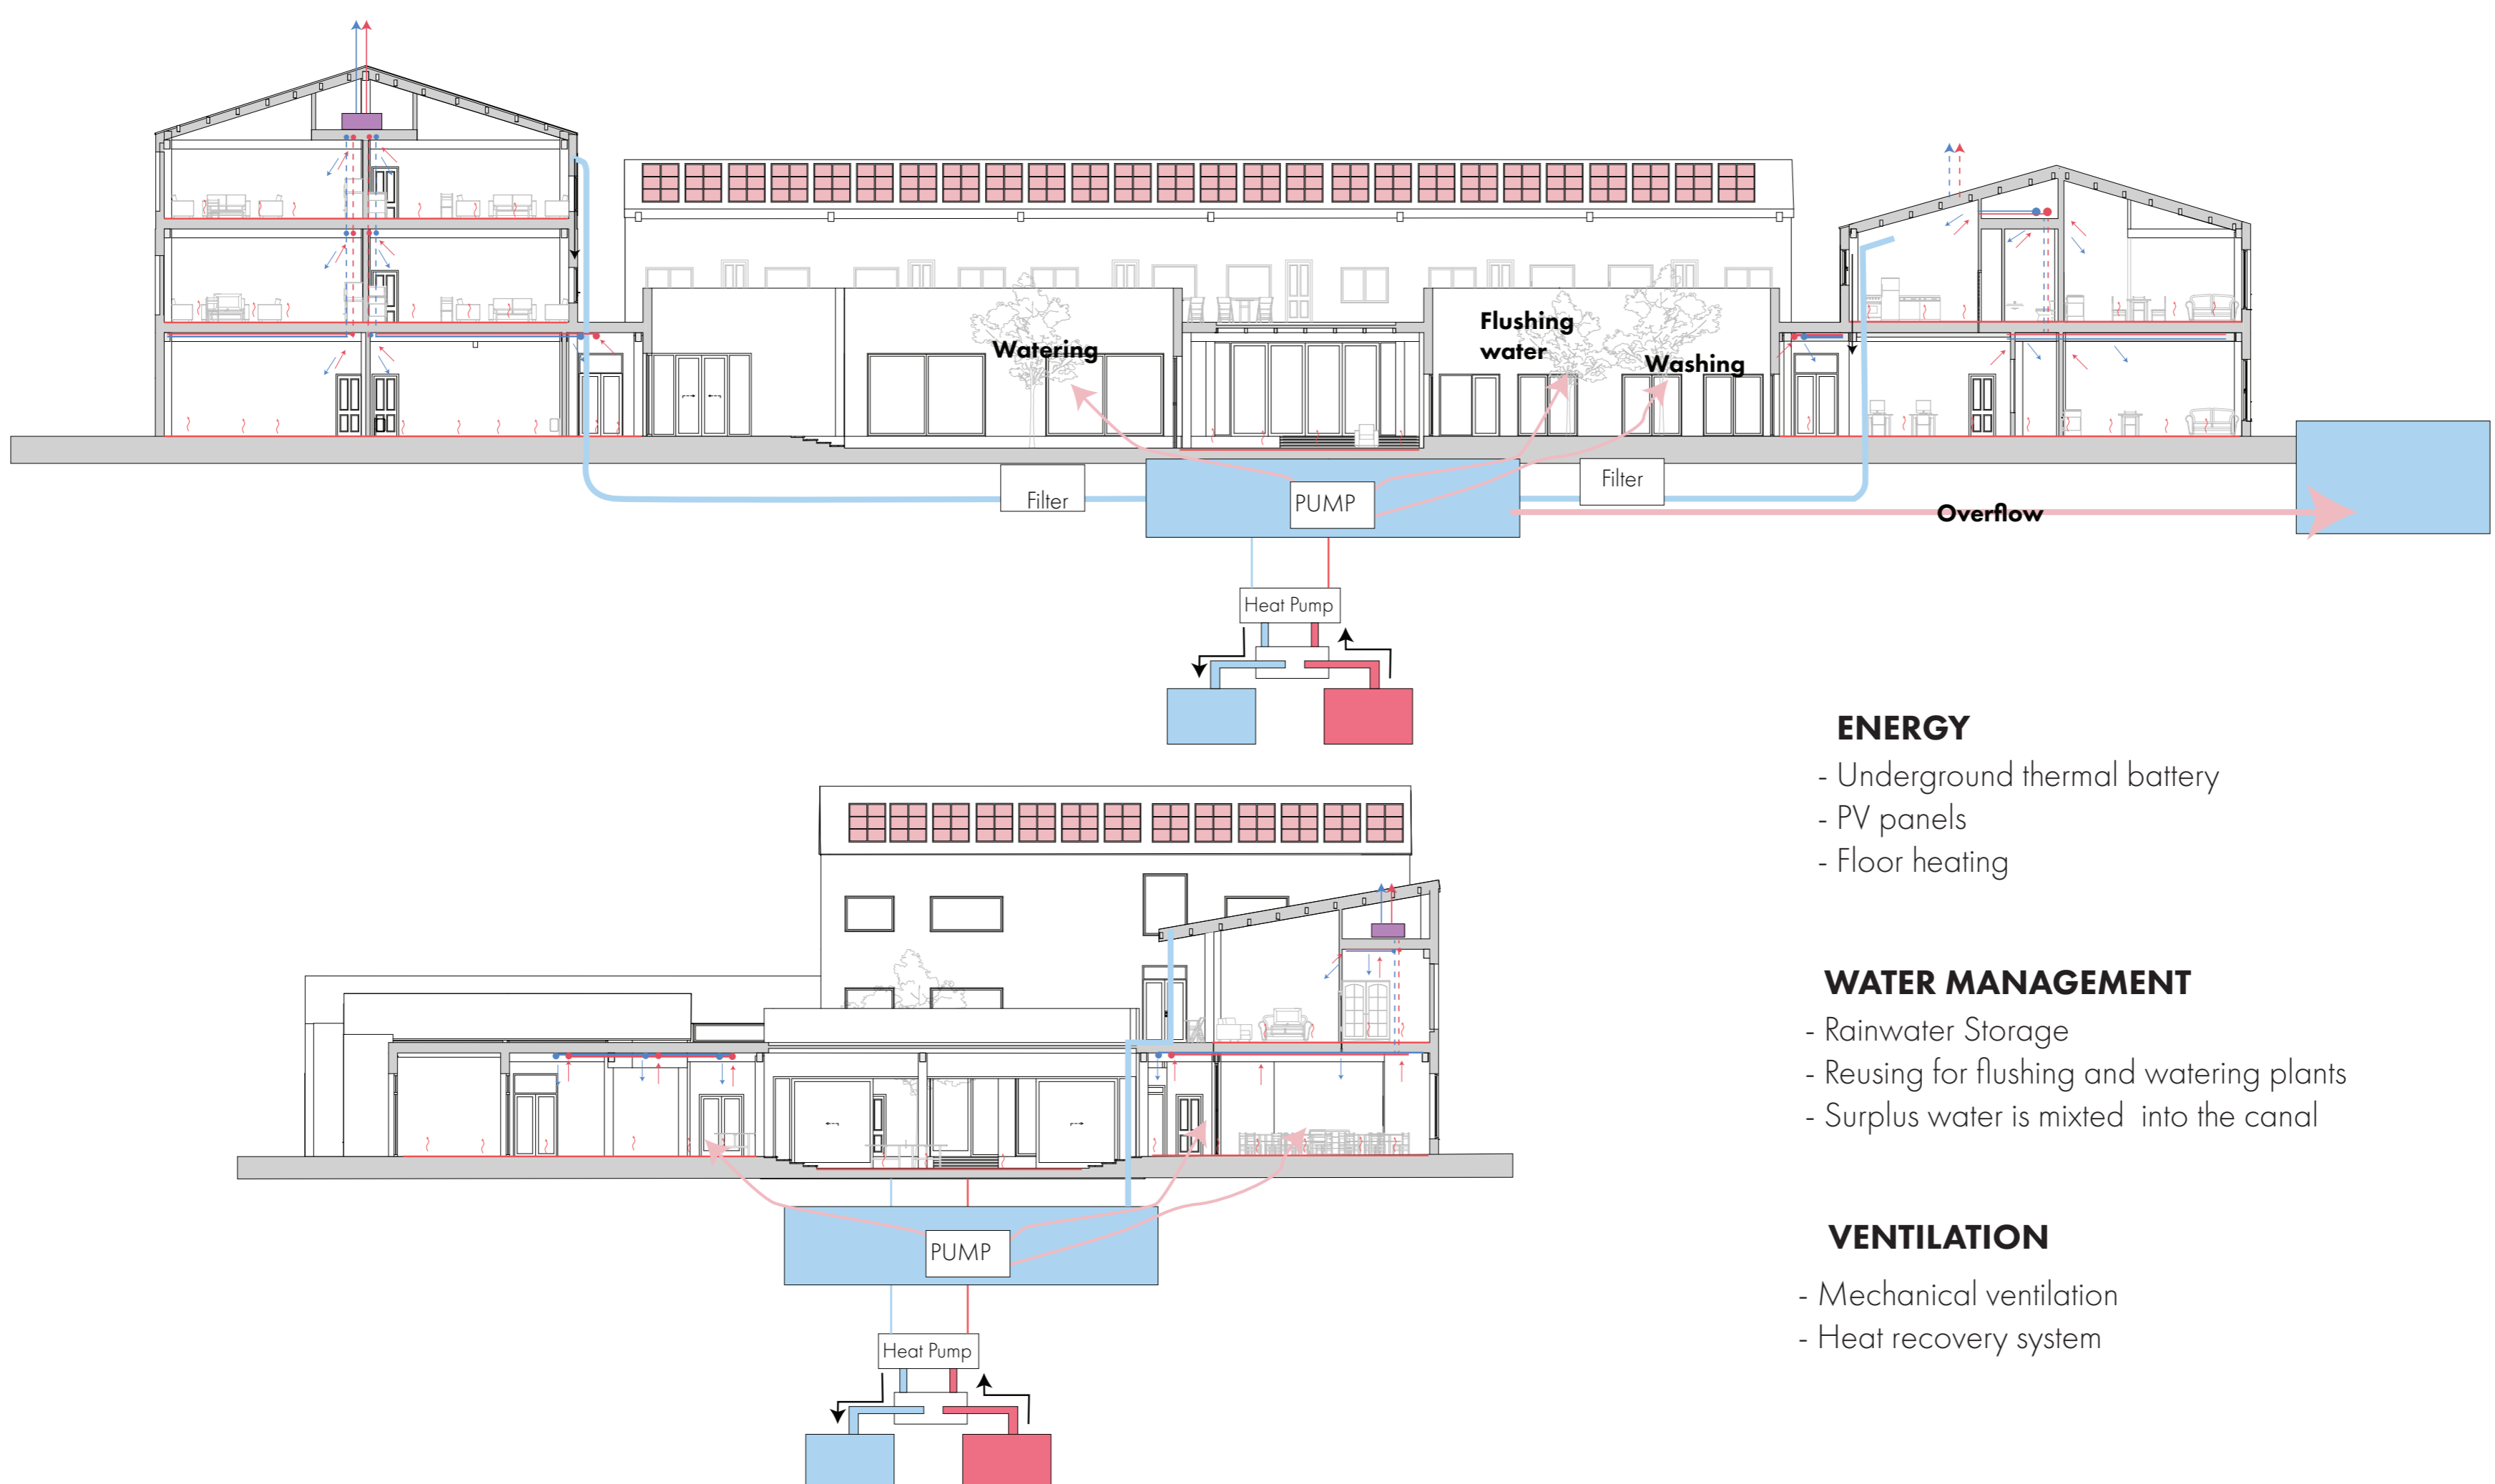 Flushing
water
Watering
Washing
Filter
Filter
PUMP
Overflow
Heat Pump
ENERGY
- Underground thermal battery
- PV panels
- Floor heating
WATER MANAGEMENT
- Rainwater Storage
- Reusing for flushing and watering plants
- Surplus water is mixted  into the canal
PUMP
VENTILATION
- Mechanical ventilation
- Heat recovery system
Heat Pump